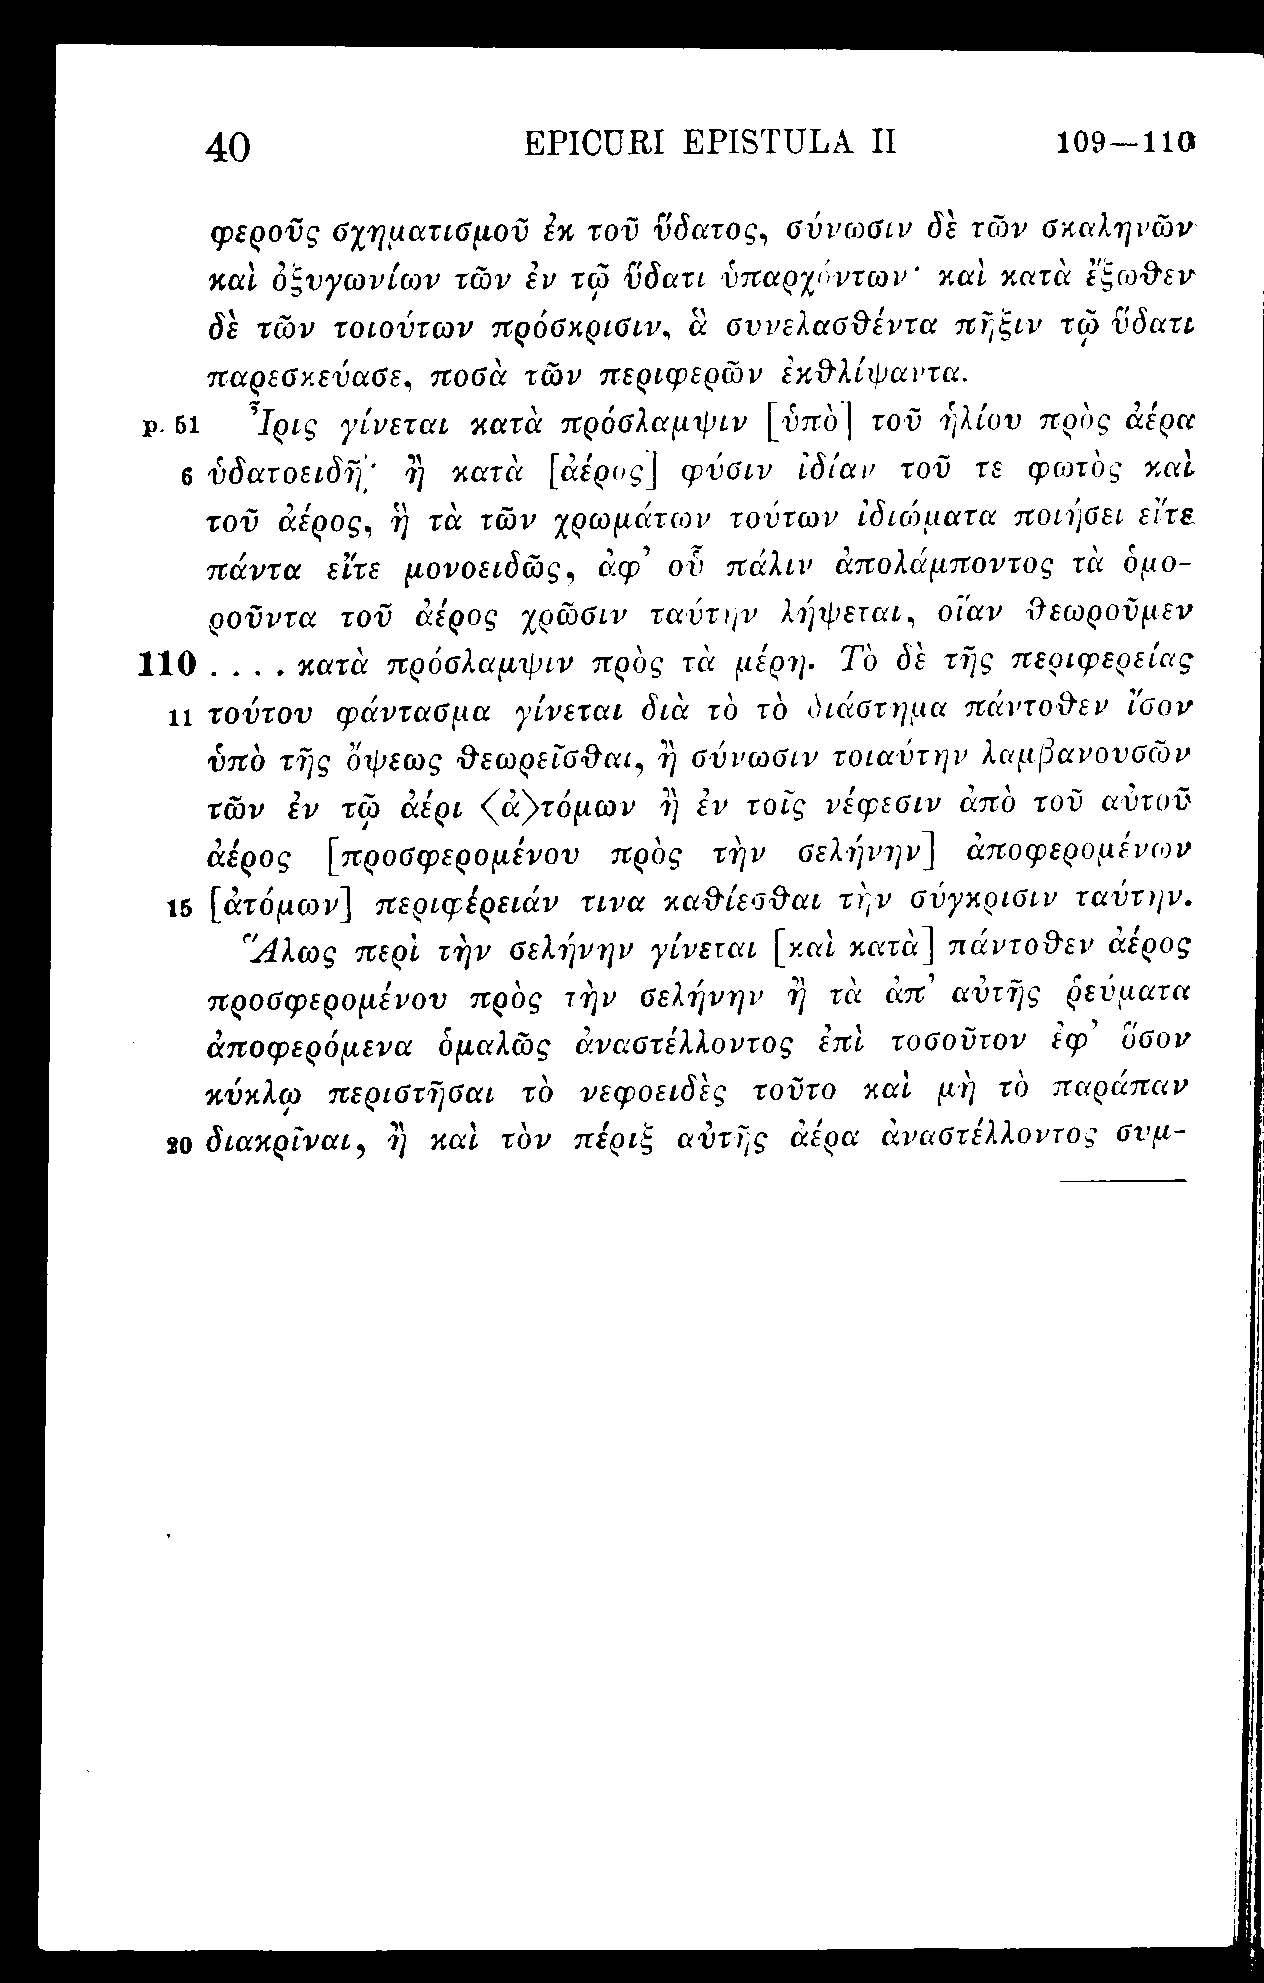 40 EPICURI EPISTULA II 109—110
φεροῦς σχηματισμοῦ ἐκ τοῦ ὕδατος, σύνωσιν δὲ τῶν σκαληνῶν
καὶ ὀξυγωνίων τῶν ἐν τῷ ὕδατι ὑπαρχόντων· καὶ κατὰ ἔξωθεν
δὲ τῶν τοιούτων πρόσκρισιν, ἃ συνελασθέντα πῆξιν τῷ ὕδατι
παρεσκεύασε, ποσὰ τῶν περιφερῶν ἐκθλίψαντα.
p. 51 Ἶρις γίνεται κατὰ πρόσλαμψιν [ὑπὸ] τοῦ ἡλίου πρὸς ἀέρα
6 ὑδατοειδῆ· ἢ κατὰ [ἀέρος] φύσιν ἰδίαν τοῦ τε φωτὸς καὶ
τοῦ ἀέρος, ἣ τὰ τῶν χρωμάτων τούτων ἰδιώματα ποιήσει εἴτε
πάντα εἴτε μονοειδῶς, ἀφ’ οὗ πάλιν ἀπολάμποντος τὰ ὁμο-
ροῦντα τοῦ ἀέρος χρῶσιν ταύτην λήψεται, οἵαν θεωροῦμεν
110 . . . . κατὰ πρόσλαμψιν πρὸς τὰ μέρη. Τὸ δὲ τῆς περιφερείας
11 τούτου φάντασμα γίνεται διὰ τὸ τὸ διάστημα πάντοθεν ἴσον
ὑπὸ τῆς ὄψεως θεωρεῖσθαι, ἢ σύνωσιν τοιαύτην λαμβανουσῶν
τῶν ἐν τῷ ἀέρι ⟨ἀ⟩τόμων ἢ ἐν τοῖς νέφεσιν ἀπὸ τοῦ αὐτοῦ
ἀέρος [προσφερομένου πρὸς τὴν σελήνην] ἀποφερομένων
15 [ἀτόμων] περιφέρειάν τινα καθίεσθαι τὴν σύγκρισιν ταύτην.
Ἅλως περὶ τὴν σελήνην γίνεται [καὶ κατὰ] πάντοθεν ἀέρος
προσφερομένου πρὸς τὴν σελήνην ἢ τὰ ἀπ’ αὐτῆς ῥεύματα
ἀποφερόμενα ὁμαλῶς ἀναστέλλοντος ἐπὶ τοσοῦτον ἐφ’ ὅσον
κύκλῳ περιστῆσαι τὸ νεφοειδὲς τοῦτο καὶ μὴ τὸ παράπαν
20 διακρῖναι, ἢ καὶ τὸν πέριξ αὐτῆς ἀέρα ἀναστέλλοντος συμ-